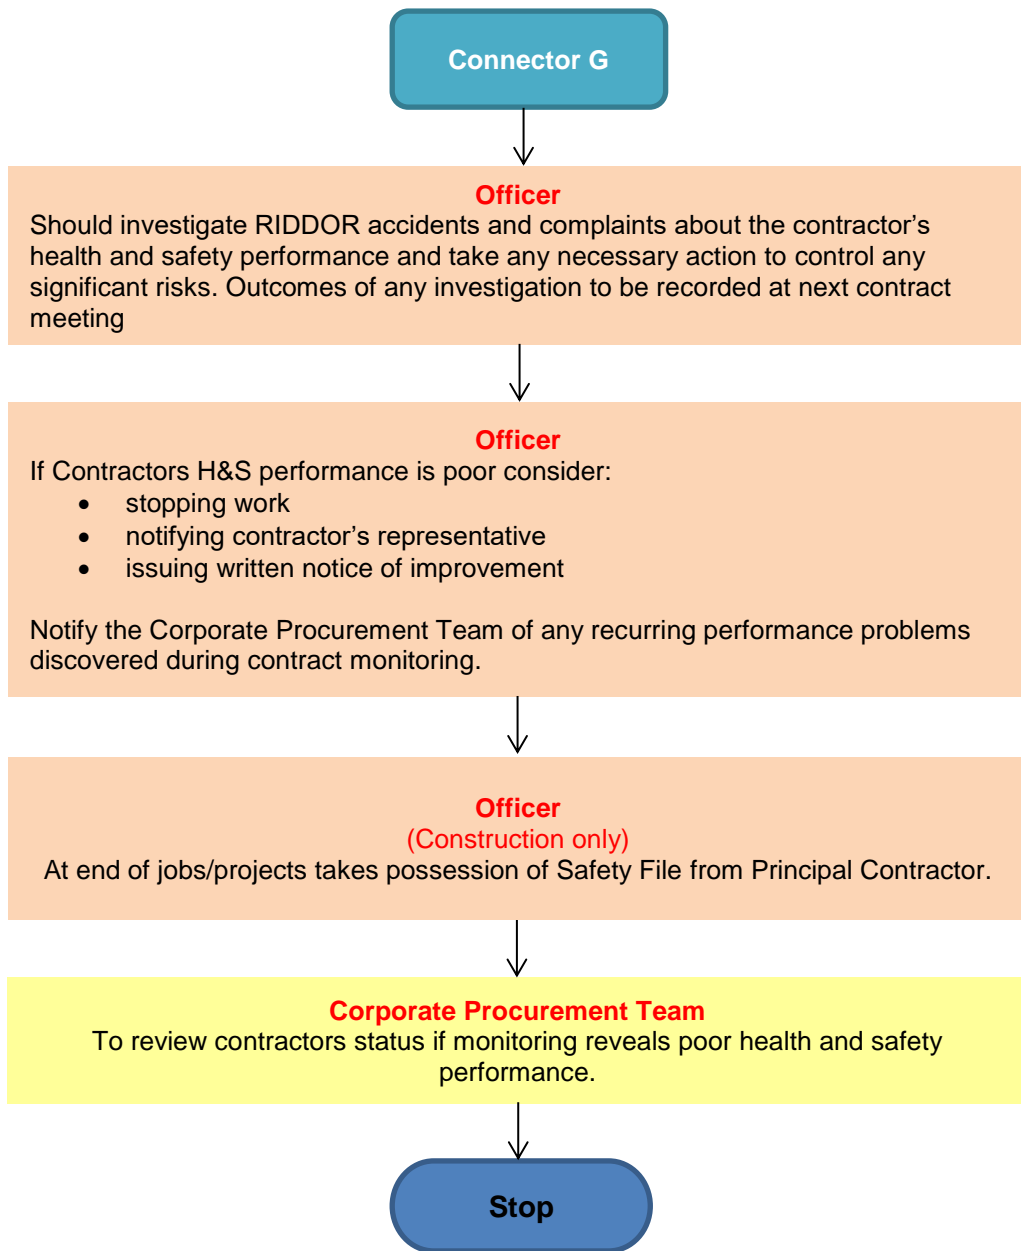 Connector G
Officer
Should investigate RIDDOR accidents and complaints about the contractor’s
health and safety performance and take any necessary action to control any
significant risks. Outcomes of any investigation to be recorded at next contract
meeting
Officer
If Contractors H&S performance is poor consider:
• stopping work
• notifying contractor’s representative
• issuing written notice of improvement
Notify the Corporate Procurement Team of any recurring performance problems
discovered during contract monitoring.
Officer
(Construction only)
At end of jobs/projects takes possession of Safety File from Principal Contractor.
Corporate Procurement Team
To review contractors status if monitoring reveals poor health and safety
performance.
Stop